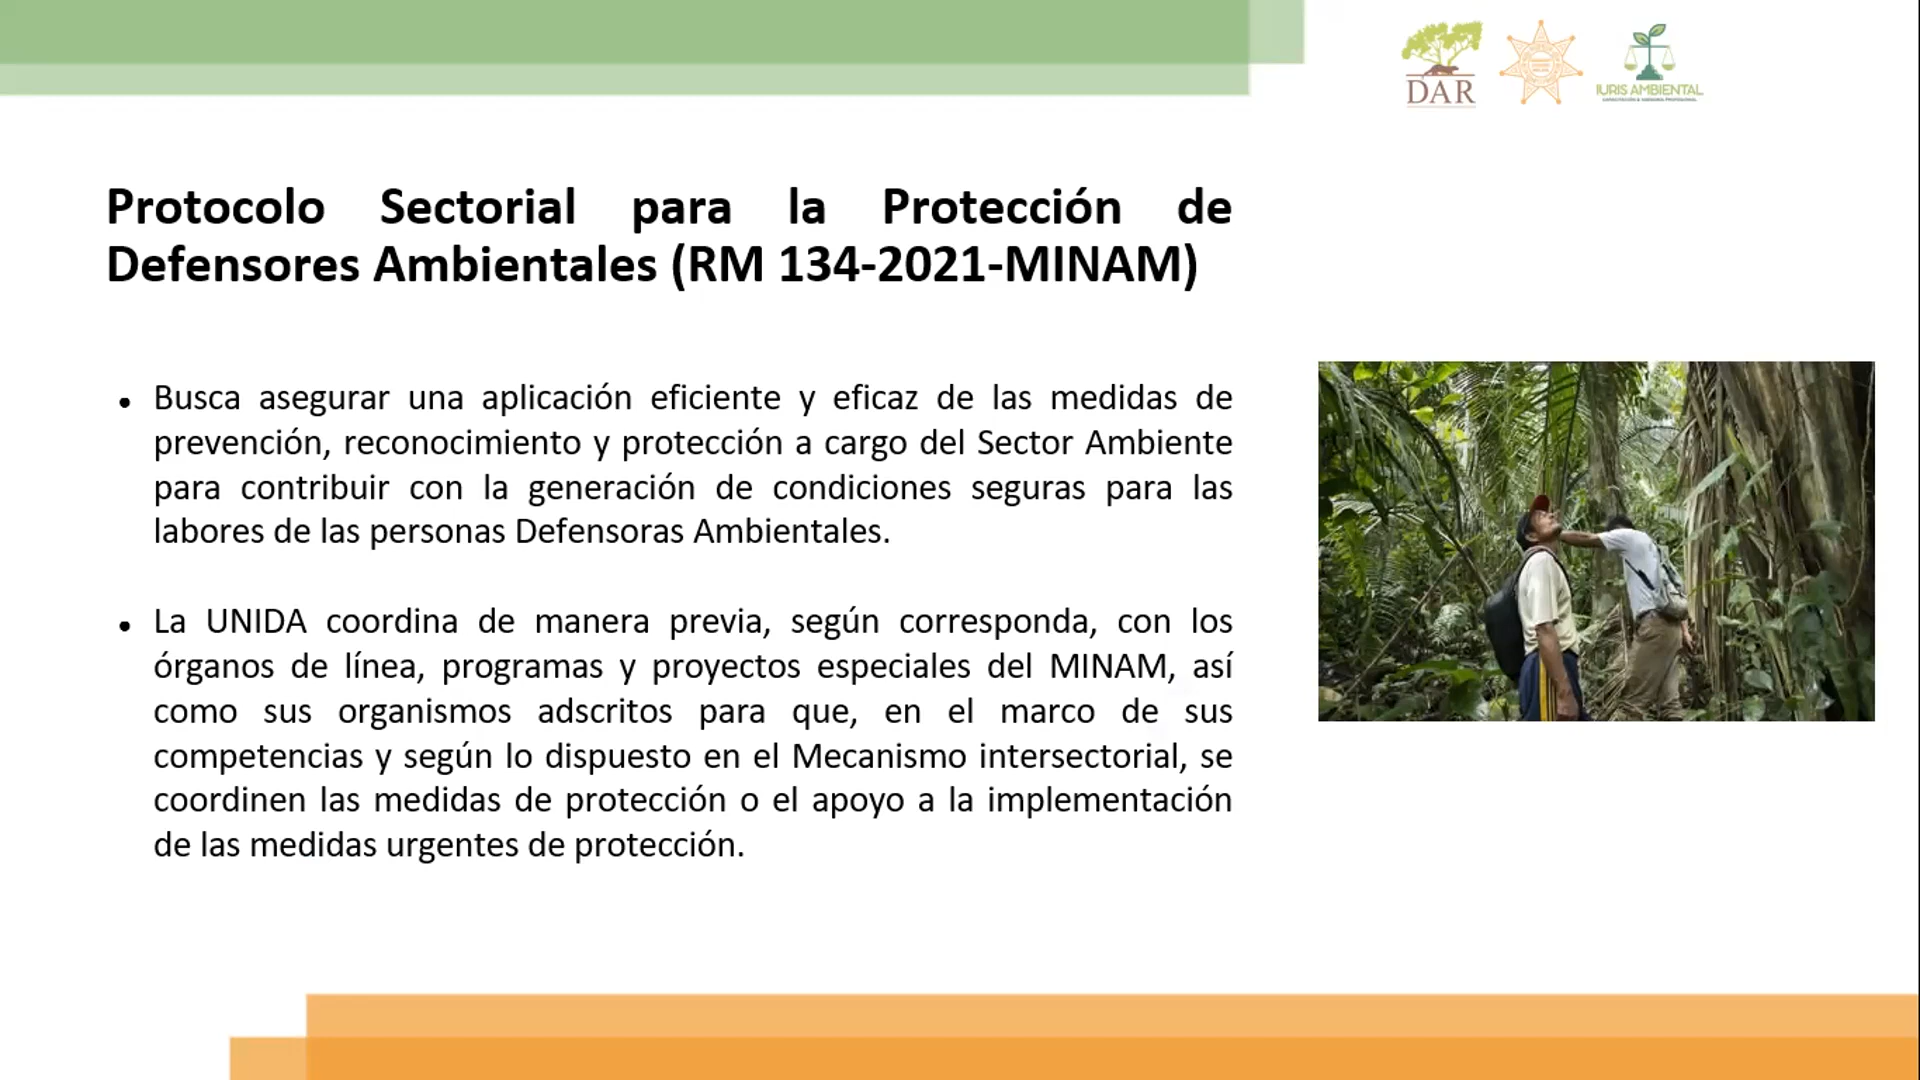 DAR
IURIS AMBIENTAL
Protocolo Sectorial para la Protección de
Defensores Ambientales (RM 134-2021-MINAM)
• Busca asegurar una aplicación eficiente y eficaz de las medidas de
prevención, reconocimiento y protección a cargo del Sector Ambiente
para contribuir con la generación de condiciones seguras para las
labores de las personas Defensoras Ambientales.
• La UNIDA coordina de manera previa, según corresponda, con los
órganos de línea, programas y proyectos especiales del MINAM, así
como sus organismos adscritos para que, en el marco de sus
competencias y según lo dispuesto en el Mecanismo intersectorial, se
coordinen las medidas de protección o el apoyo a la implementación
de las medidas urgentes de protección.